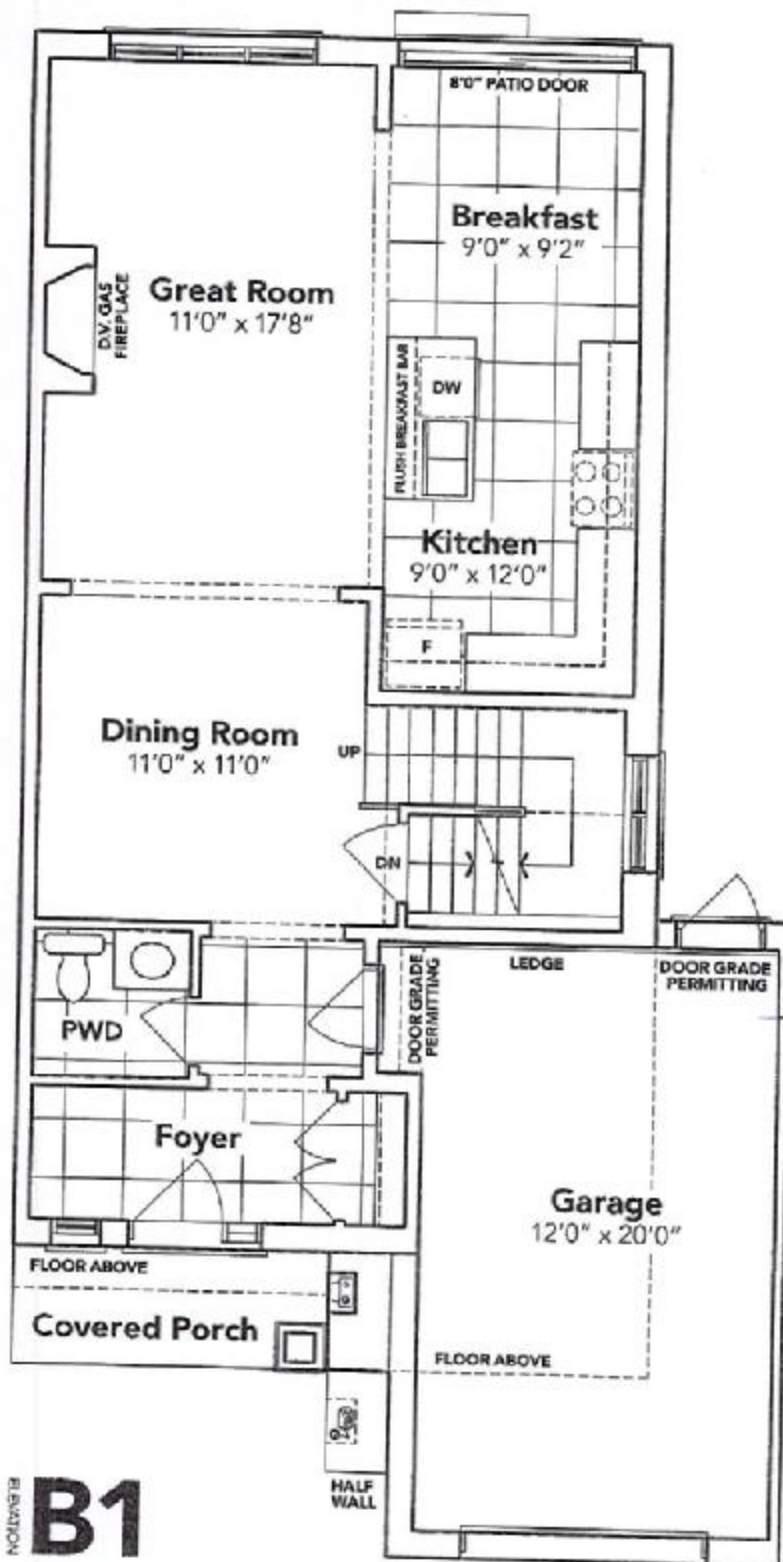 8'0" PATIO DOOR
Breakfast
9'0" x 9'2"
Great Room
11'0" x 17'8"
D.V. GAS
FIREPLACE
FLUSH BREAKFAST BAR
DW
Kitchen
9'0" x 12'0"
F
Dining Room
11'0" x 11'0"
UP
DN
LEDGE
DOOR GRADE
PERMITTING
DOOR GRADE
PERMITTING
PWD
Foyer
Garage
12'0" x 20'0"
FLOOR ABOVE
Covered Porch
FLOOR ABOVE
HALF
WALL
ELEVATION
B1